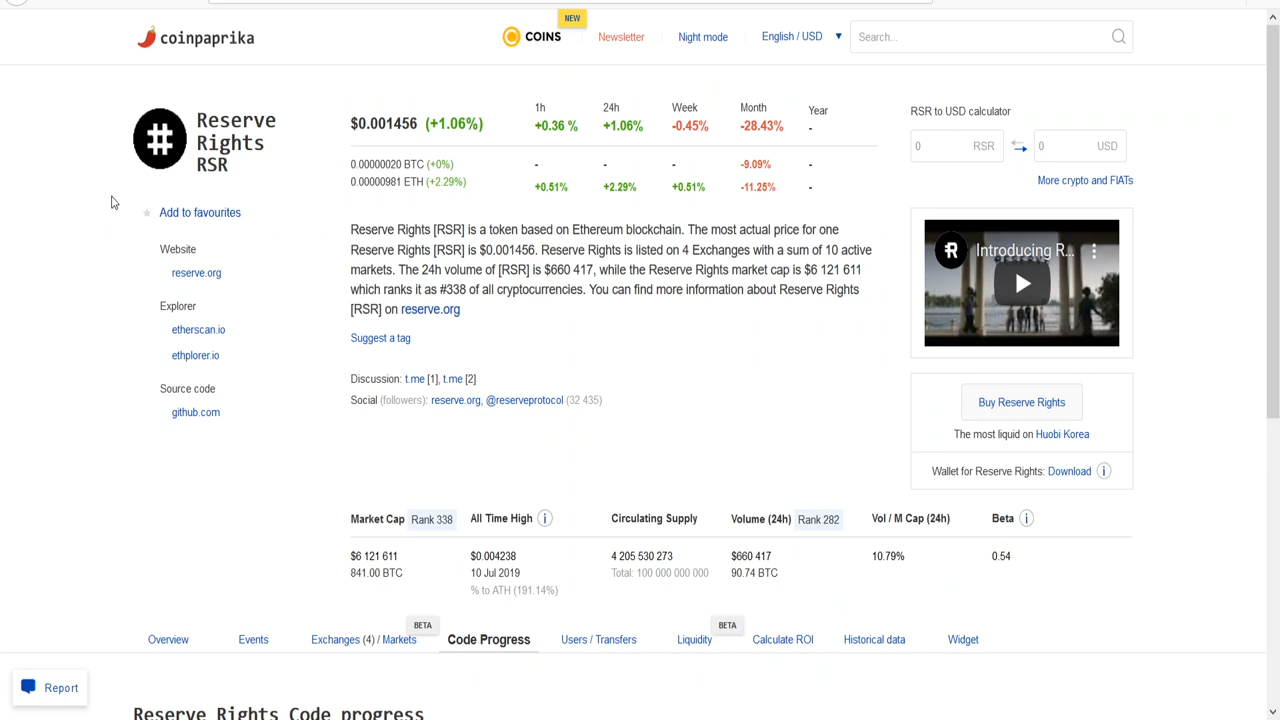 coinpaprika
NEW
COINS
Newsletter
Night mode
English / USD
Search...
Reserve
Rights
RSR
Add to favourites
Website
reserve.org
Explorer
etherscan.io
ethplorer.io
Source code
github.com
$0.001456 (+1.06%)
1h 24h Week Month Year
+0.36 % +1.06% -0.45% -28.43% -
0.00000020 BTC (+0%) - - - -9.09% -
0.00000981 ETH (+2.29%) +0.51% +2.29% +0.51% -11.25% -
Reserve Rights [RSR] is a token based on Ethereum blockchain. The most actual price for one
Reserve Rights [RSR] is $0.001456. Reserve Rights is listed on 4 Exchanges with a sum of 10 active
markets. The 24h volume of [RSR] is $660 417, while the Reserve Rights market cap is $6 121 611
which ranks it as #338 of all cryptocurrencies. You can find more information about Reserve Rights
[RSR] on reserve.org
Suggest a tag
Discussion: t.me [1], t.me [2]
Social (followers): reserve.org, @reserveprotocol (32 435)
RSR to USD calculator
0 RSR 0 USD
More crypto and FIATs
Introducing R...
Buy Reserve Rights
The most liquid on Huobi Korea
Wallet for Reserve Rights: Download
Market Cap Rank 338 All Time High Circulating Supply Volume (24h) Rank 282 Vol / M Cap (24h) Beta
$6 121 611 $0.004238 4 205 530 273 $660 417 10.79% 0.54
841.00 BTC 10 Jul 2019 Total: 100 000 000 000 90.74 BTC
% to ATH (191.14%)
BETA BETA
Overview Events Exchanges (4) / Markets Code Progress Users / Transfers Liquidity Calculate ROI Historical data Widget
Report
Reserve Rights Code progress